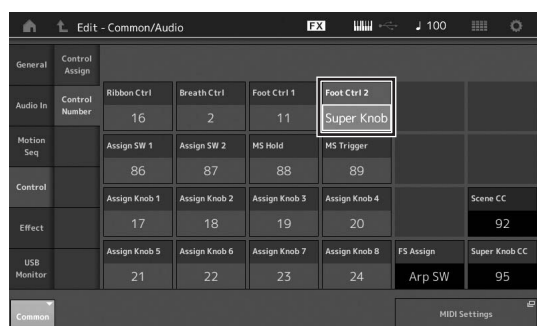 Edit - Common/Audio FX 100
General Control Assign
Audio In Control Number
Ribbon Ctrl Breath Ctrl Foot Ctrl 1 Foot Ctrl 2
16 2 11 Super Knob
Motion Seq Assign SW 1 Assign SW 2 MS Hold MS Trigger
86 87 88 89
Control
Assign Knob 1 Assign Knob 2 Assign Knob 3 Assign Knob 4 Scene CC
Effect 17 18 19 20 92
Assign Knob 5 Assign Knob 6 Assign Knob 7 Assign Knob 8 FS Assign Super Knob CC
USB Monitor 21 22 23 24 Arp SW 95
Common MIDI Settings